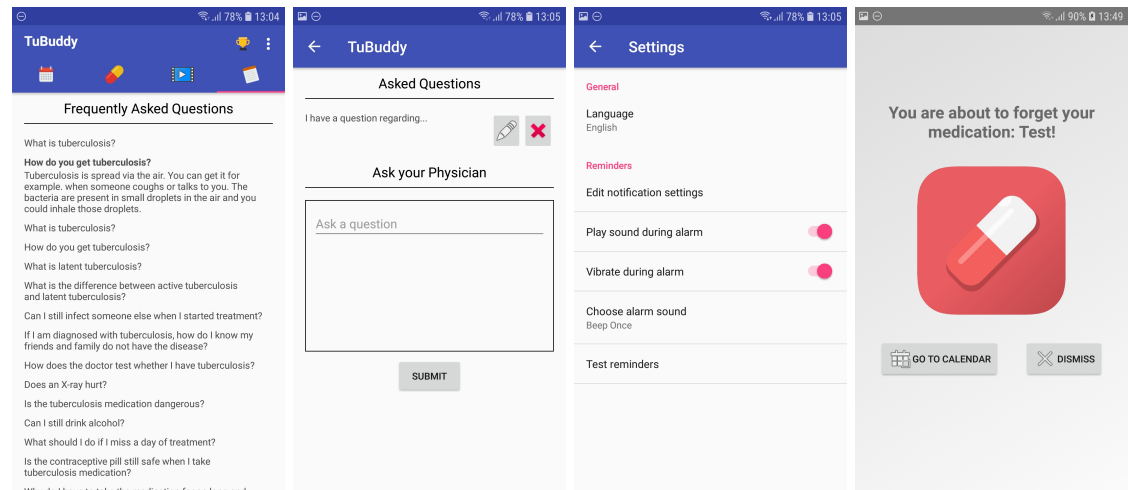 78% 13:04
TuBuddy
Frequently Asked Questions
What is tuberculosis?
How do you get tuberculosis?
Tuberculosis is spread via the air. You can get it for
example. when someone coughs or talks to you. The
bacteria are present in small droplets in the air and you
could inhale those droplets.
What is tuberculosis?
How do you get tuberculosis?
What is latent tuberculosis?
What is the difference between active tuberculosis
and latent tuberculosis?
Can I still infect someone else when I started treatment?
If I am diagnosed with tuberculosis, how do I know my
friends and family do not have the disease?
How does the doctor test whether I have tuberculosis?
Does an X-ray hurt?
Is the tuberculosis medication dangerous?
Can I still drink alcohol?
What should I do if I miss a day of treatment?
Is the contraceptive pill still safe when I take
tuberculosis medication?
78% 13:05
TuBuddy
Asked Questions
I have a question regarding...
Ask your Physician
Ask a question
SUBMIT
78% 13:05
Settings
General
Language
English
Reminders
Edit notification settings
Play sound during alarm
Vibrate during alarm
Choose alarm sound
Beep Once
Test reminders
90% 13:49
You are about to forget your
medication: Test!
GO TO CALENDAR
DISMISS